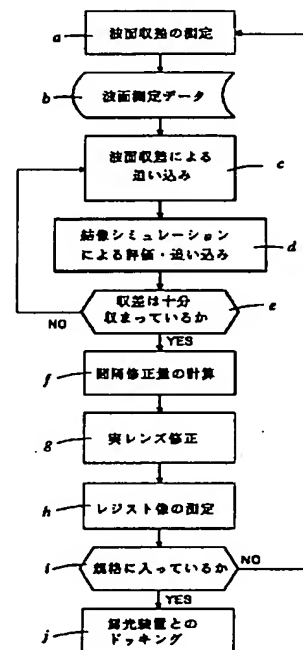 a
波面収差の測定
b
波面測定データ
波面収差による
追い込み
c
結像シミュレーション
による評価・追い込み
d
収差は十分
収まっているか
e
NO
YES
f
間隔修正量の計算
g
実レンズ修正
h
レジスト像の測定
i
規格に入っているか
NO
YES
j
露光装置との
ドッキング